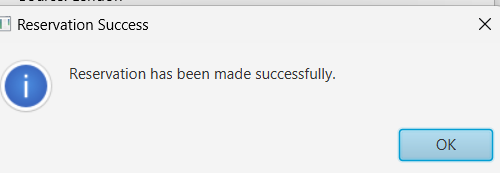 Reservation Success
Reservation has been made successfully.
OK